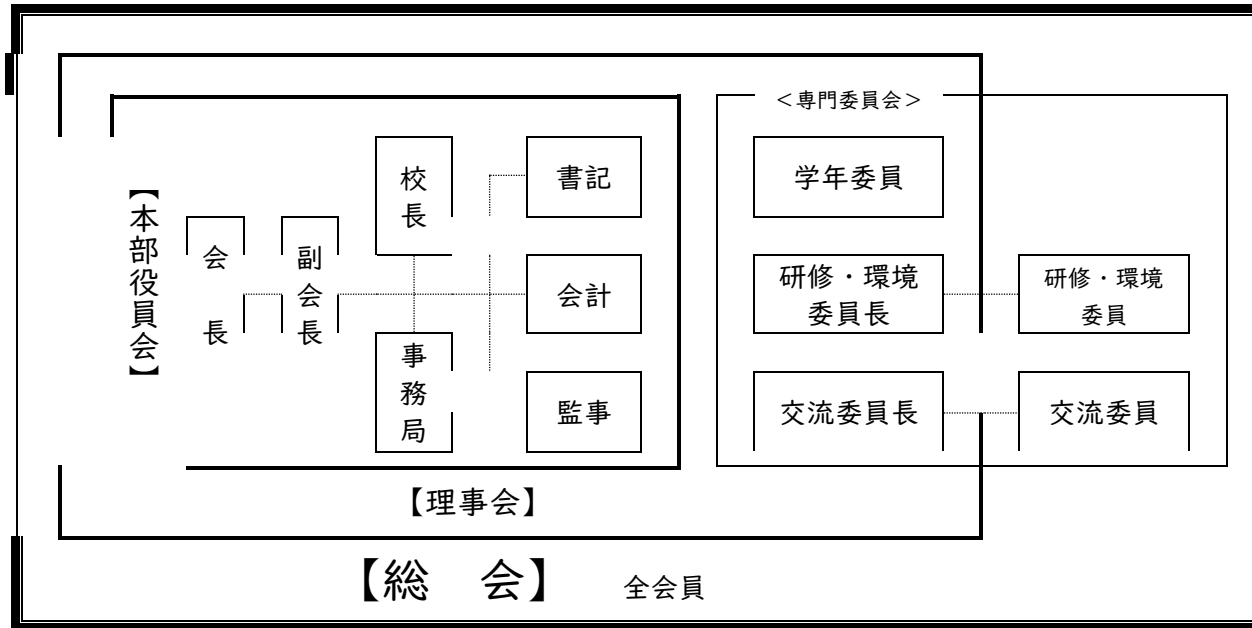 ＜専門委員会＞
【本部役員会】
会長
副会長
校長
事務局
書記
会計
監事
学年委員
研修・環境
委員長
交流委員長
研修・環境
委員
交流委員
【理事会】
【総　会】　全会員